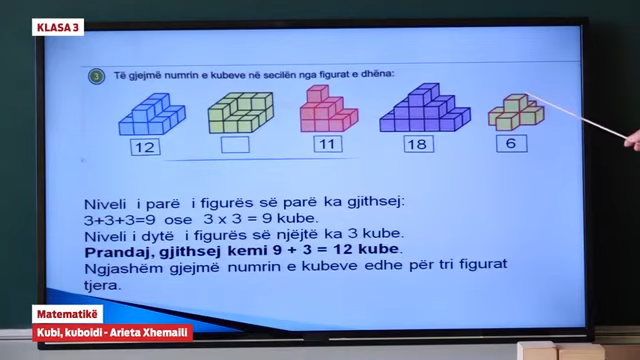 KLASA 3
3 Të gjejmë numrin e kubeve në secilën nga figurat e dhëna:
12 11 18 6
Niveli i parë i figurës së parë ka gjithsej:
3+3+3=9 ose 3 x 3 = 9 kube.
Niveli i dytë i figurës së njëjtë ka 3 kube.
Prandaj, gjithsej kemi 9 + 3 = 12 kube.
Ngjashëm gjejmë numrin e kubeve edhe për tri figurat
tjera.
Matematikë
Kubi, kuboidi - Arieta Xhemaili